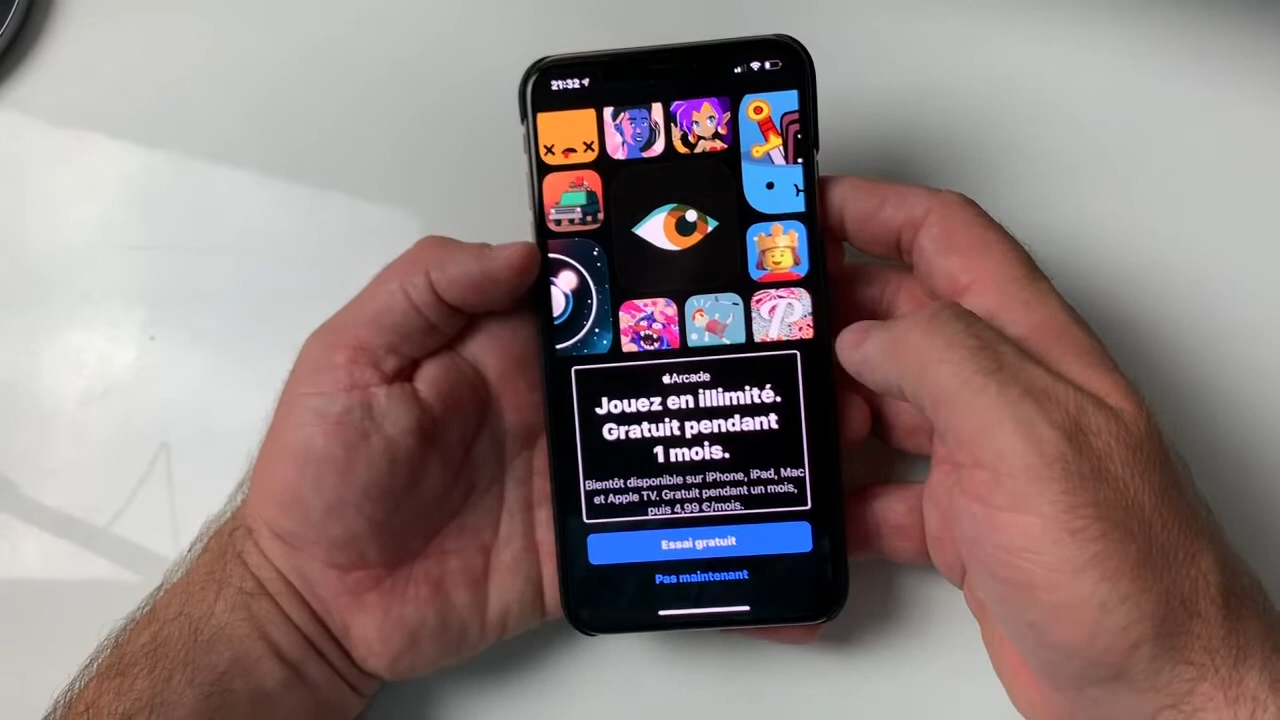 21:32
Arcade
Jouez en illimité.
Gratuit pendant
1 mois.
Bientôt disponible sur iPhone, iPad, Mac
et Apple TV. Gratuit pendant un mois,
puis 4,99 €/mois.
Essai gratuit
Pas maintenant